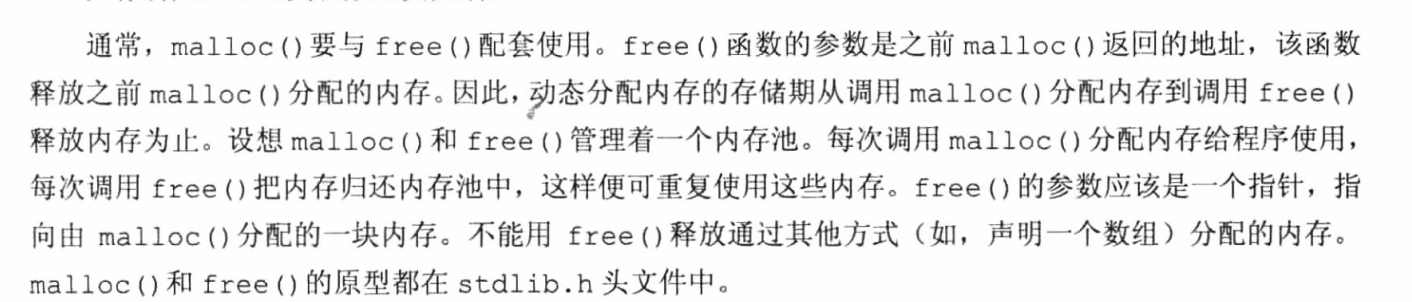 通常，malloc()要与 free()配套使用。free()函数的参数是之前 malloc()返回的地址，该函数
释放之前 malloc()分配的内存。因此，动态分配内存的存储期从调用 malloc()分配内存到调用 free()
释放内存为止。设想 malloc()和 free()管理着一个内存池。每次调用 malloc()分配内存给程序使用，
每次调用 free()把内存归还内存池中，这样便可重复使用这些内存。free()的参数应该是一个指针，指
向由 malloc()分配的一块内存。不能用 free()释放通过其他方式（如，声明一个数组）分配的内存。
malloc()和 free()的原型都在 stdlib.h 头文件中。